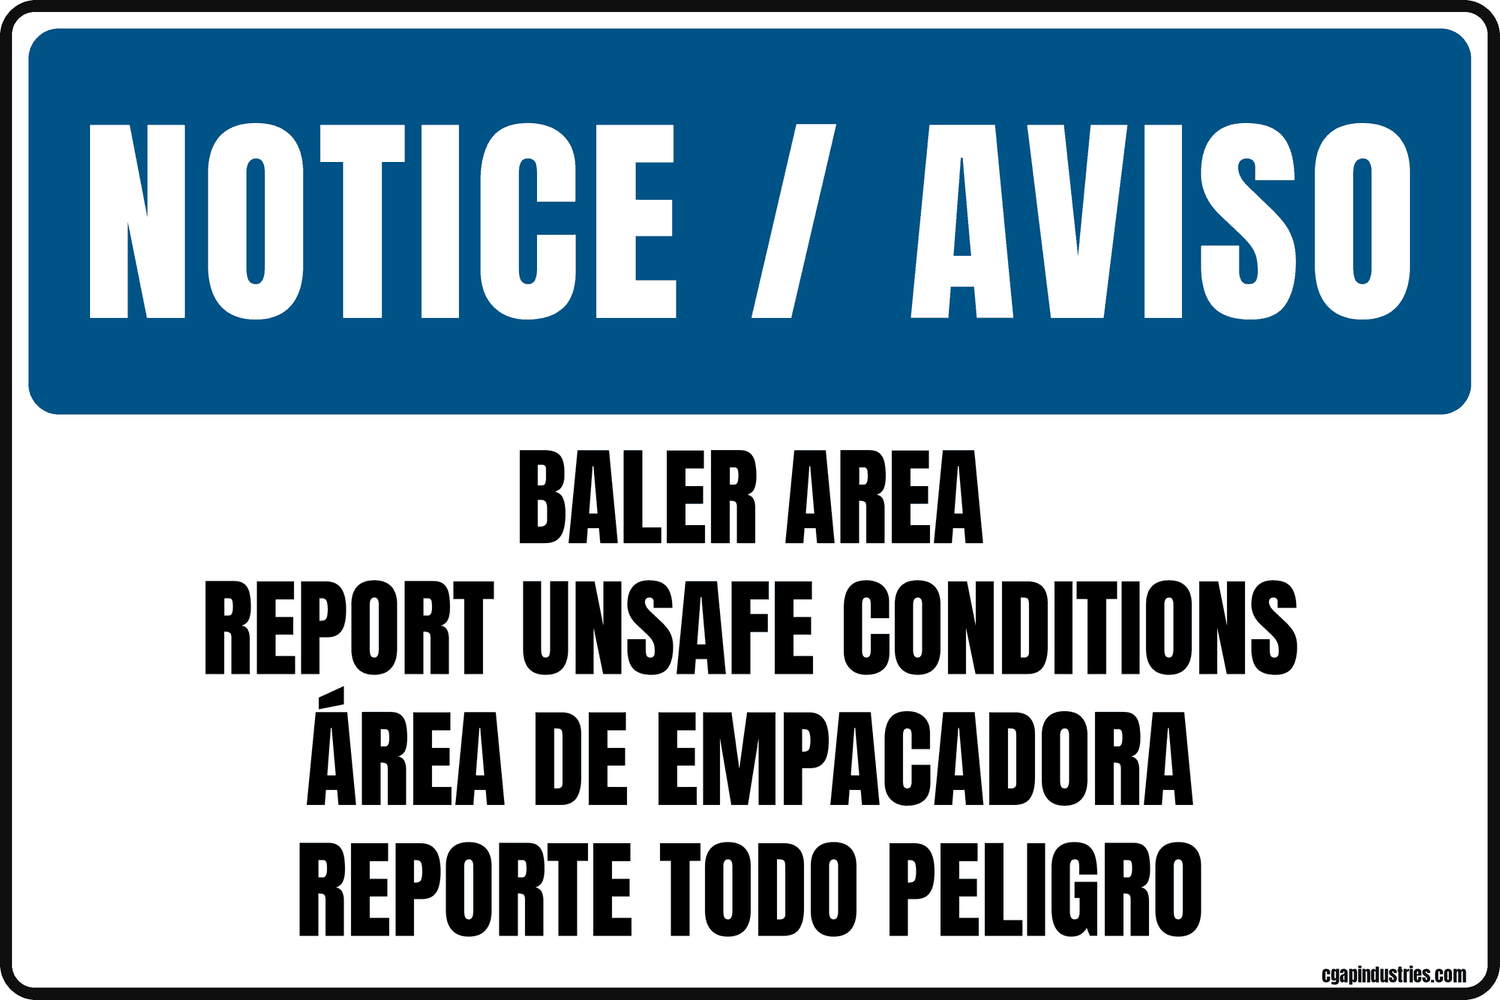 NOTICE / AVISO
BALER AREA
REPORT UNSAFE CONDITIONS
ÁREA DE EMPACADORA
REPORTE TODO PELIGRO
cgapindustries.com